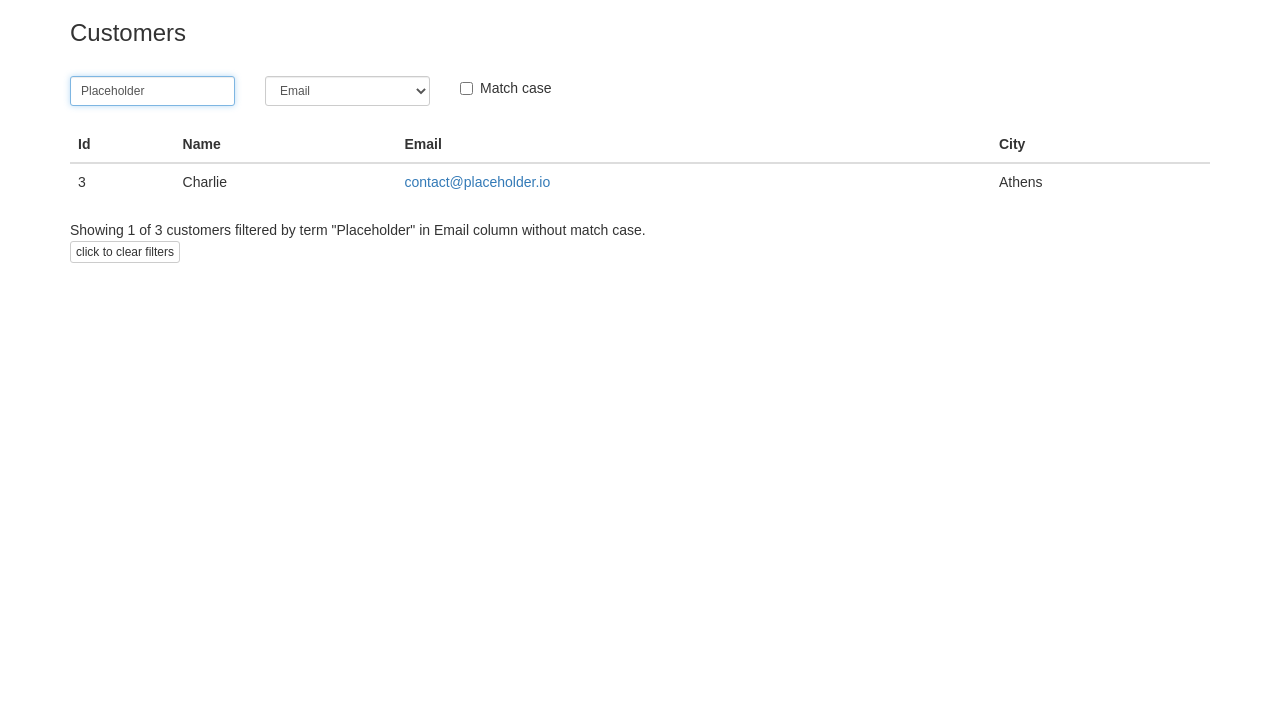 Customers
Placeholder
Email
Match case
Id Name Email City
3 Charlie contact@placeholder.io Athens
Showing 1 of 3 customers filtered by term "Placeholder" in Email column without match case.
click to clear filters